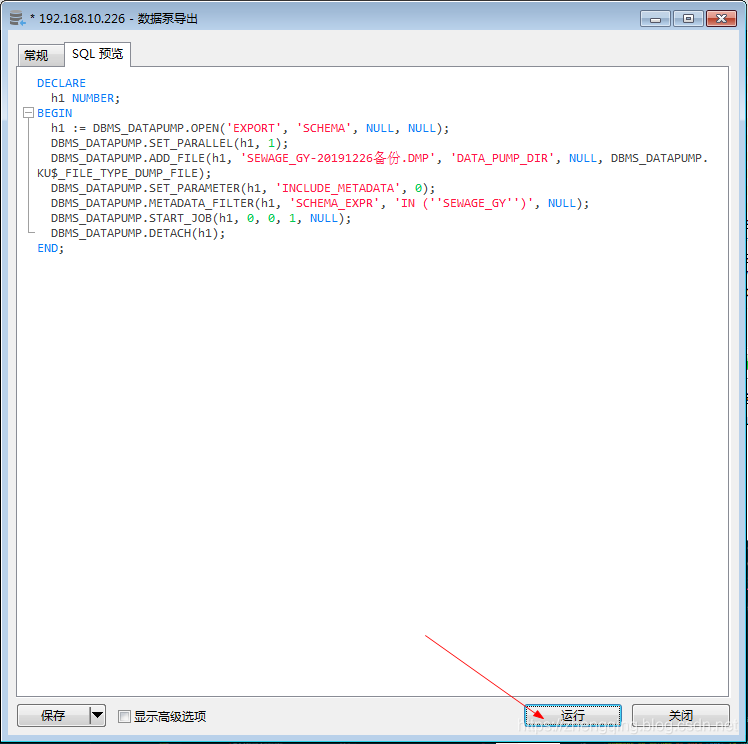 * 192.168.10.226 - 数据泵导出
常规 SQL 预览
DECLARE
h1 NUMBER;
BEGIN
h1 := DBMS_DATAPUMP.OPEN('EXPORT', 'SCHEMA', NULL, NULL);
DBMS_DATAPUMP.SET_PARALLEL(h1, 1);
DBMS_DATAPUMP.ADD_FILE(h1, 'SEWAGE_GY-20191226备份.DMP', 'DATA_PUMP_DIR', NULL, DBMS_DATAPUMP.
KU$_FILE_TYPE_DUMP_FILE);
DBMS_DATAPUMP.SET_PARAMETER(h1, 'INCLUDE_METADATA', 0);
DBMS_DATAPUMP.METADATA_FILTER(h1, 'SCHEMA_EXPR', 'IN (''SEWAGE_GY'')', NULL);
DBMS_DATAPUMP.START_JOB(h1, 0, 0, 1, NULL);
DBMS_DATAPUMP.DETACH(h1);
END;
保存 显示高级选项 运行 关闭
https://zhengqing.blog.csdn.net